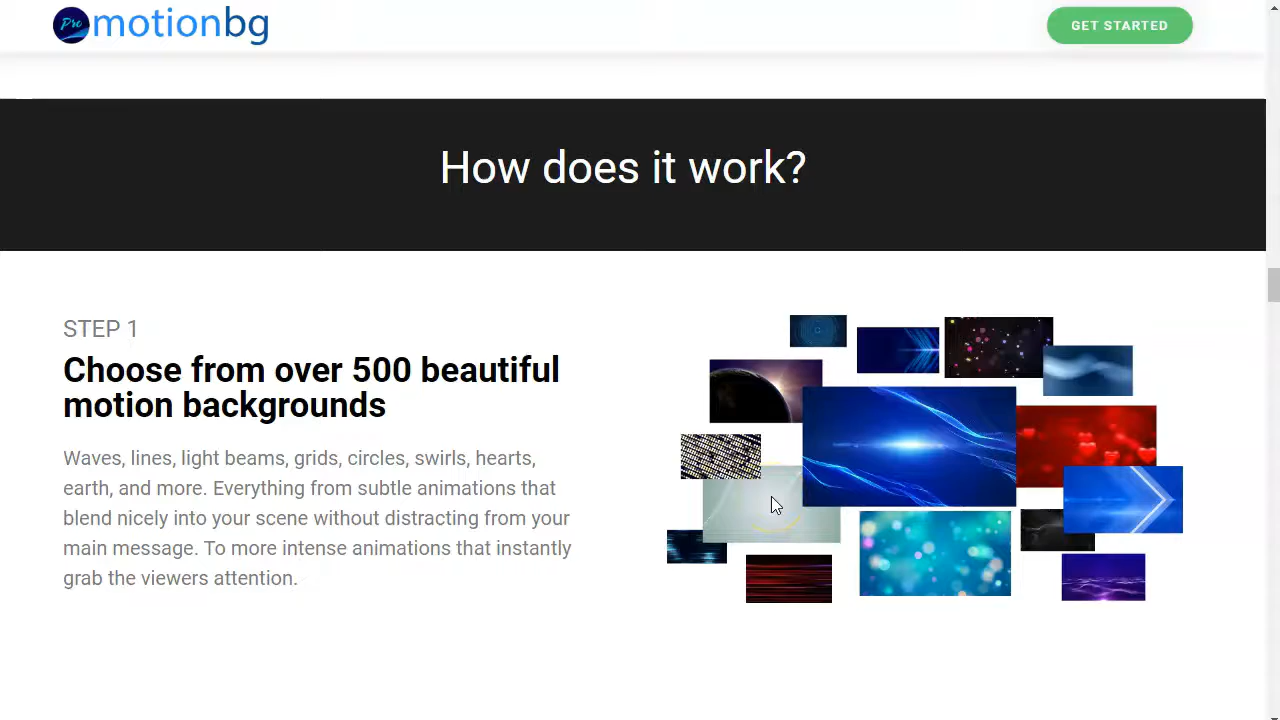 Pro motionbg
GET STARTED
How does it work?
STEP 1
Choose from over 500 beautiful
motion backgrounds
Waves, lines, light beams, grids, circles, swirls, hearts,
earth, and more. Everything from subtle animations that
blend nicely into your scene without distracting from your
main message. To more intense animations that instantly
grab the viewers attention.